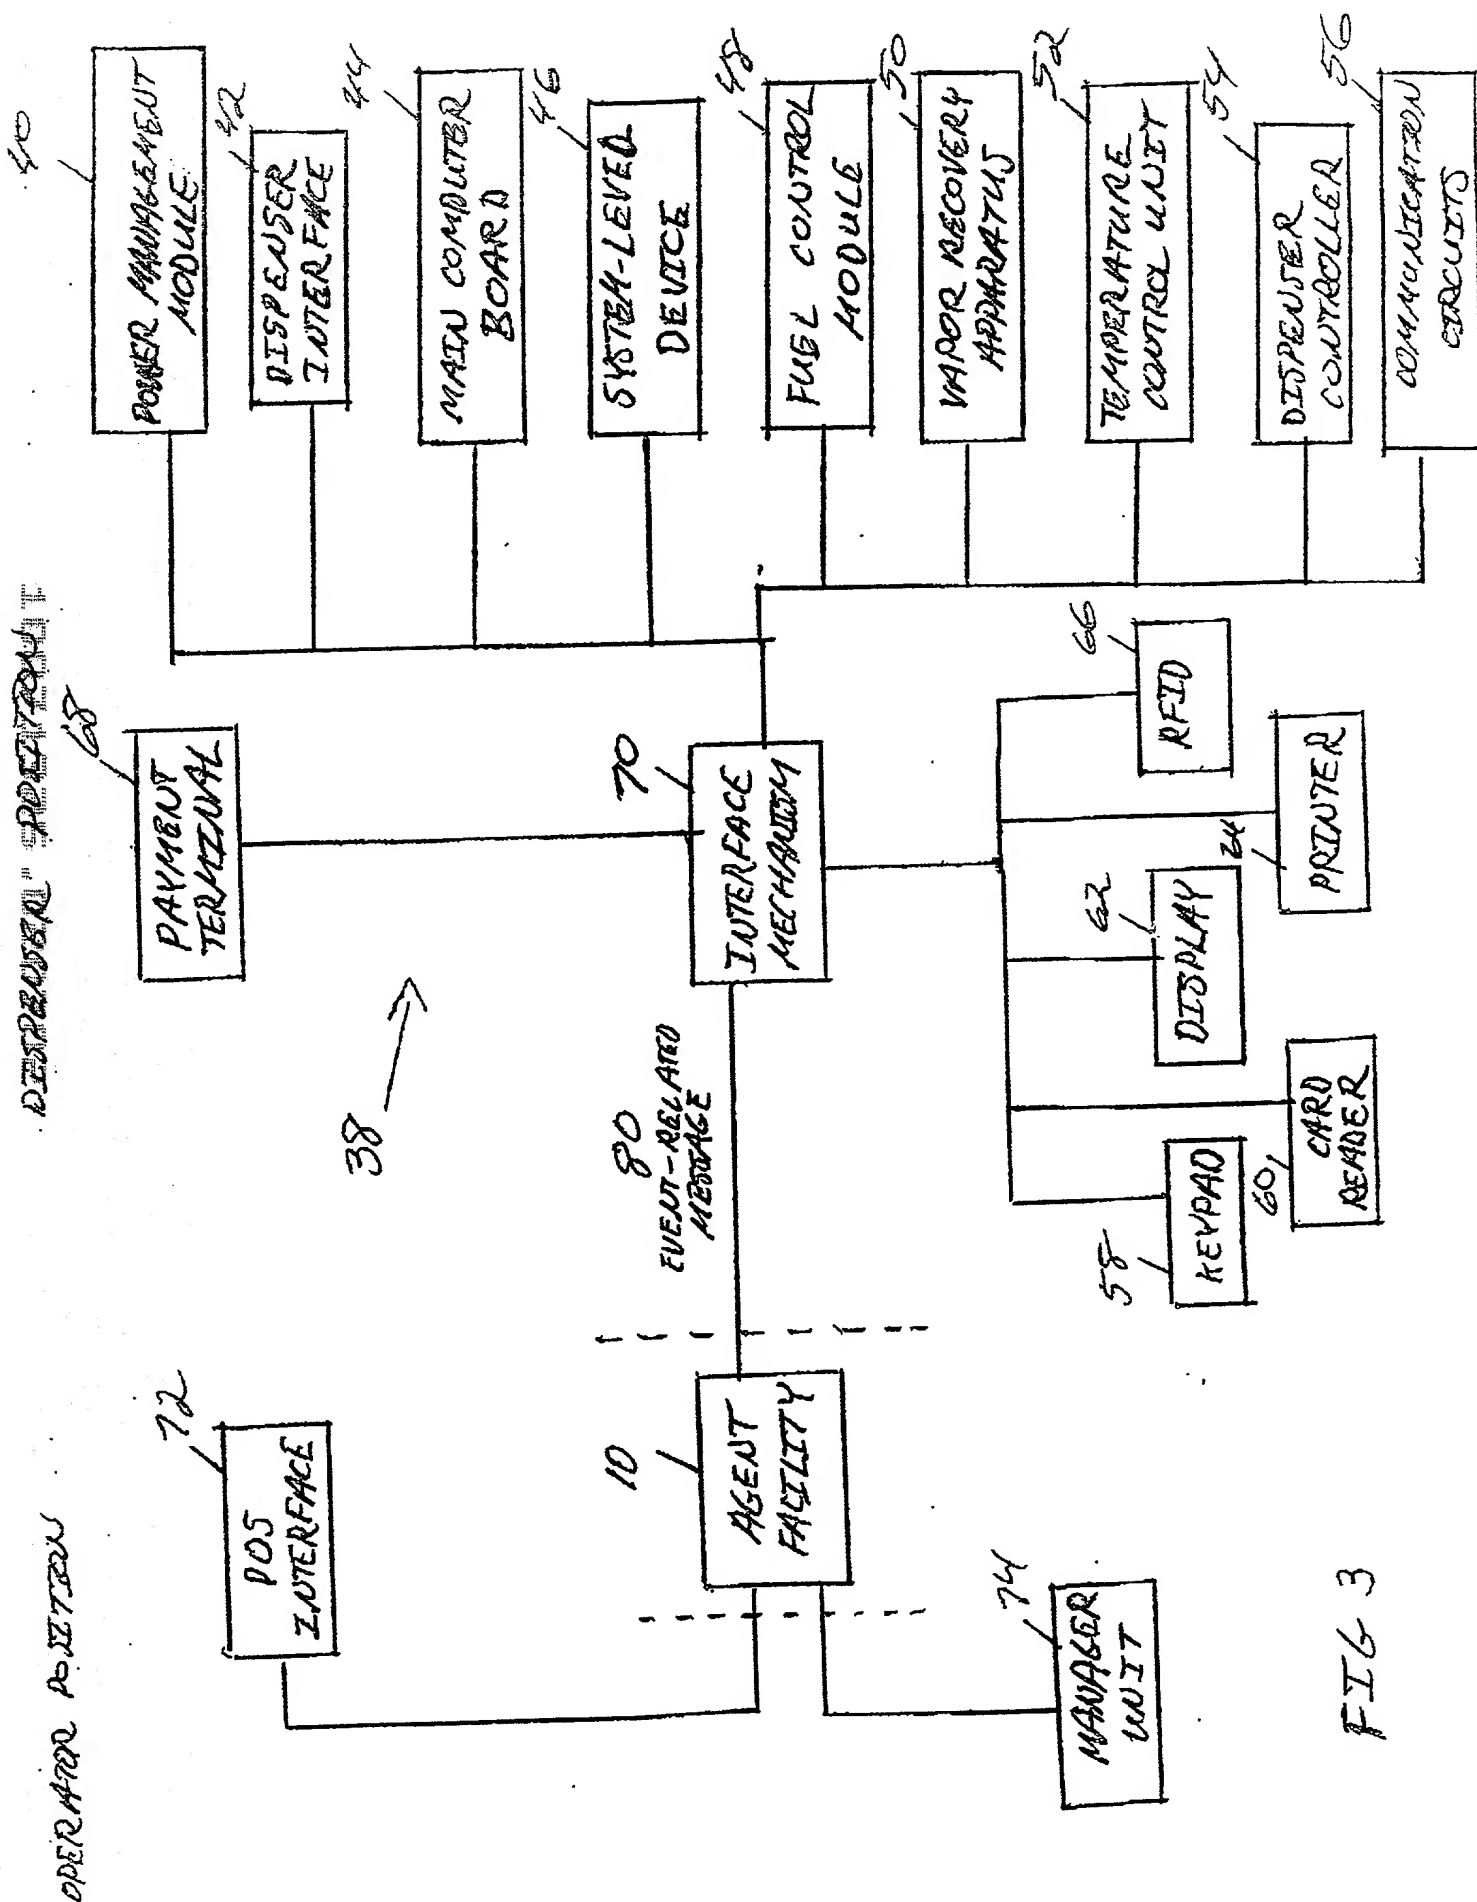 OPERATOR POSITION
DISPENSER POSITION
40
POWER MANAGEMENT
MODULE
42
DISPENSER
INTERFACE
44
MAIN COMPUTER
BOARD
46
SYSTEM-LEVEL
DEVICE
48
FUEL CONTROL
MODULE
50
VAPOR RECOVERY
APPARATUS
52
TEMPERATURE
CONTROL UNIT
54
DISPENSER
CONTROLLER
56
COMMUNICATION
CIRCUITS
68
PAYMENT
TERMINAL
38
70
INTERFACE
MECHANISM
80
EVENT-RELATED
MESSAGE
72
POS
INTERFACE
10
AGENT
FACILITY
74
MANAGER
UNIT
58
KEYPAD
60
CARD
READER
62
DISPLAY
24
PRINTER
66
RFID
FIG 3